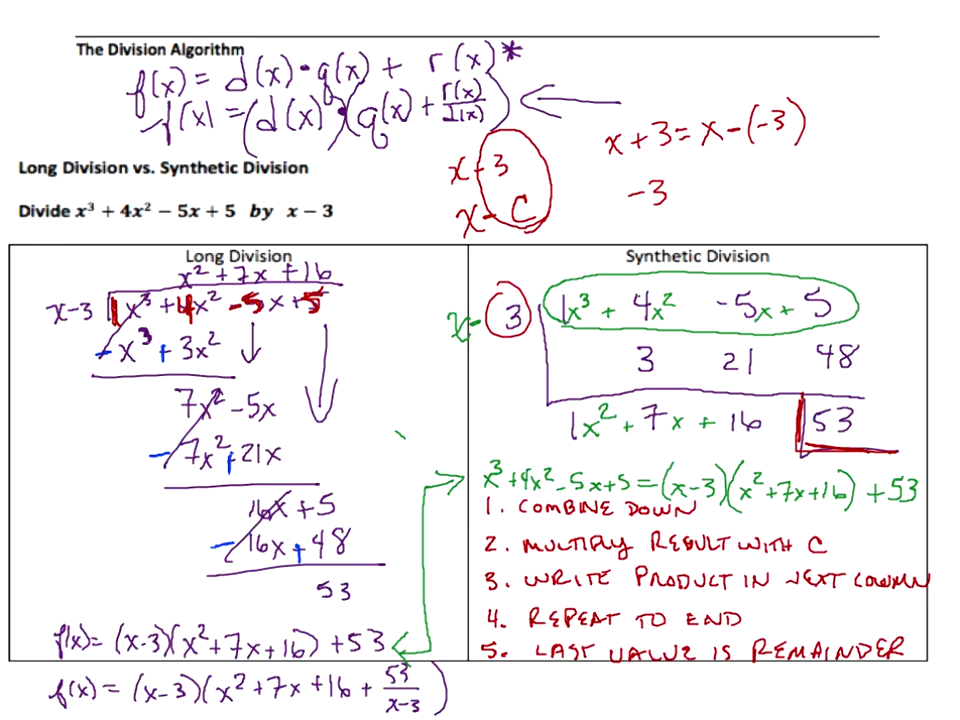 The Division Algorithm
f(x) = d(x) · q(x) + r(x) *
f(x) = (d(x) · (q(x) + r(x)/d(x))
x + 3 = x - (-3)
x - 3
Long Division vs. Synthetic Division
-3
x - C
Divide x³ + 4x² − 5x + 5 by x − 3
Long Division
x² + 7x + 16
x-3 1x³ + 4x² - 5x + 5
- x³ + 3x²
7x² - 5x
- 7x² + 21x
16x + 5
- 16x + 48
53
f(x) = (x-3)(x² + 7x + 16) + 53
f(x) = (x-3)(x² + 7x + 16 + 53/x-3)
Synthetic Division
x - 3 1x³ + 4x² -5x + 5
3 21 48
1x² + 7x + 16 53
x³ + 4x² - 5x + 5 = (x-3)(x² + 7x + 16) + 53
1. COMBINE DOWN
2. MULTIPLY RESULT WITH C
3. WRITE PRODUCT IN NEXT COLUMN
4. REPEAT TO END
5. LAST VALUE IS REMAINDER